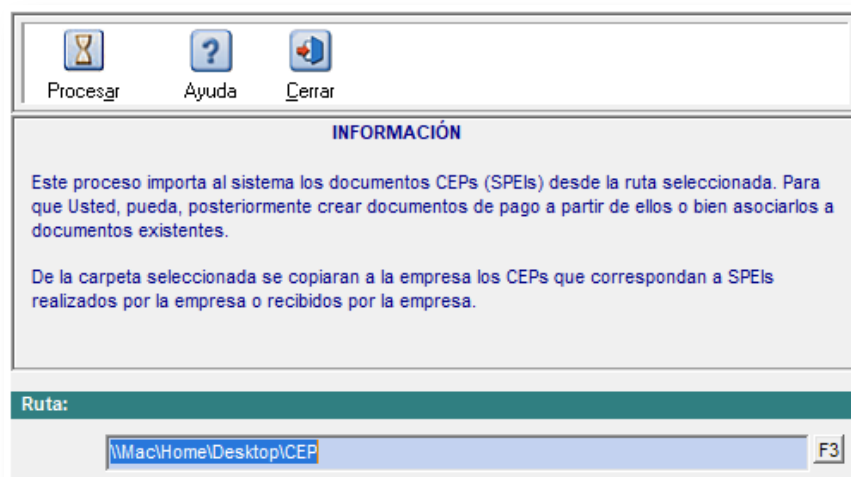 Procesar Ayuda Cerrar
INFORMACIÓN
Este proceso importa al sistema los documentos CEPs (SPEIs) desde la ruta seleccionada. Para
que Usted, pueda, posteriormente crear documentos de pago a partir de ellos o bien asociarlos a
documentos existentes.
De la carpeta seleccionada se copiaran a la empresa los CEPs que correspondan a SPEIs
realizados por la empresa o recibidos por la empresa.
Ruta:
\\Mac\Home\Desktop\CEP F3